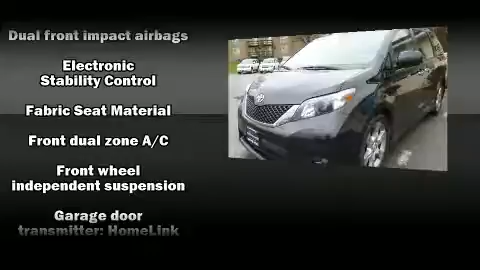 Dual front impact airbags
Electronic
Stability Control
Fabric Seat Material
Front dual zone A/C
Front wheel
independent suspension
Garage door
transmitter: HomeLink